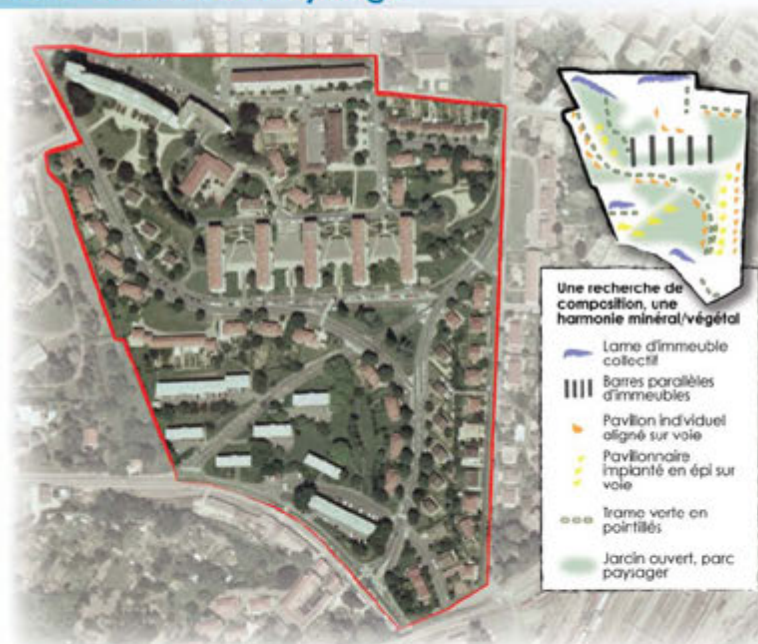 Une recherche de
composition, une
harmonie minéral/végétal
Lame d'immeuble
collectif
Barres parallèles
d'immeubles
Pavillon individuel
aligné sur voie
Pavillonnaire
implanté en épi sur
voie
Trame verte en
pointillés
Jardin ouvert, parc
paysager